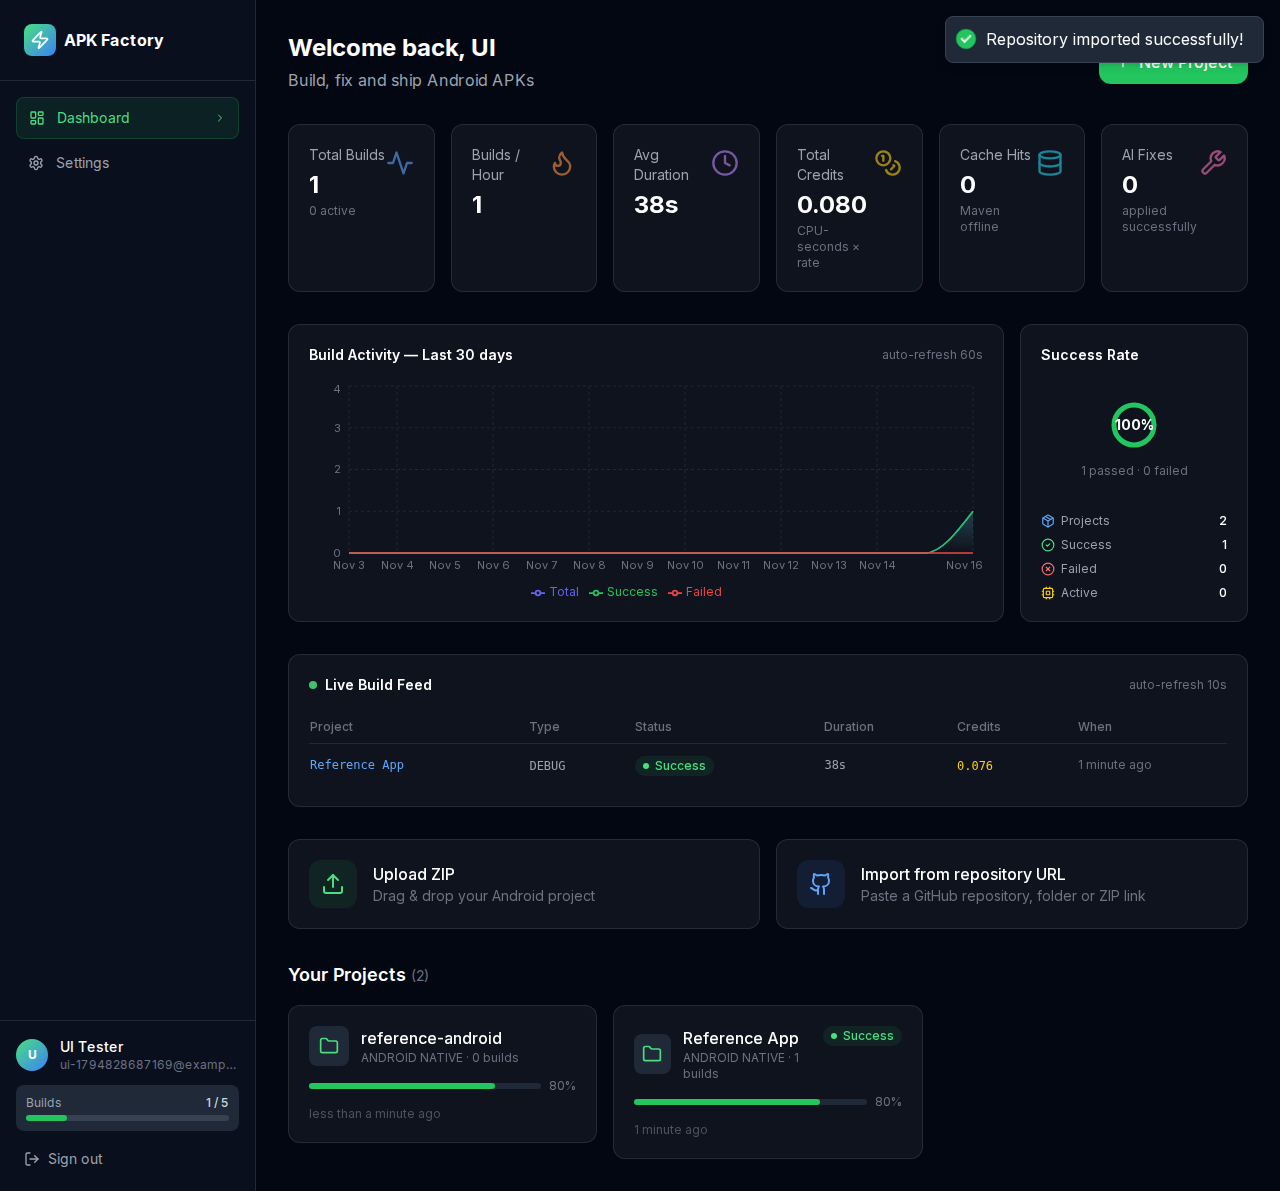 APK Factory
Dashboard
Settings
Welcome back, UI
Build, fix and ship Android APKs
Repository imported successfully!
New Project
Total Builds
1
0 active
Builds /
Hour
1
Avg
Duration
38s
Total
Credits
0.080
CPU-
seconds ×
rate
Cache Hits
0
Maven
offline
AI Fixes
0
applied
successfully
Build Activity — Last 30 days
auto-refresh 60s
4
3
2
1
0
Nov 3 Nov 4 Nov 5 Nov 6 Nov 7 Nov 8 Nov 9 Nov 10 Nov 11 Nov 12 Nov 13 Nov 14 Nov 16
Total Success Failed
Success Rate
100%
1 passed · 0 failed
Projects 2
Success 1
Failed 0
Active 0
Live Build Feed
auto-refresh 10s
Project Type Status Duration Credits When
Reference App DEBUG Success 38s 0.076 1 minute ago
Upload ZIP
Drag & drop your Android project
Import from repository URL
Paste a GitHub repository, folder or ZIP link
Your Projects (2)
reference-android
ANDROID NATIVE · 0 builds
80%
less than a minute ago
Reference App
Success
ANDROID NATIVE · 1
builds
80%
1 minute ago
U
UI Tester
ui-1794828687169@examp...
Builds 1 / 5
Sign out